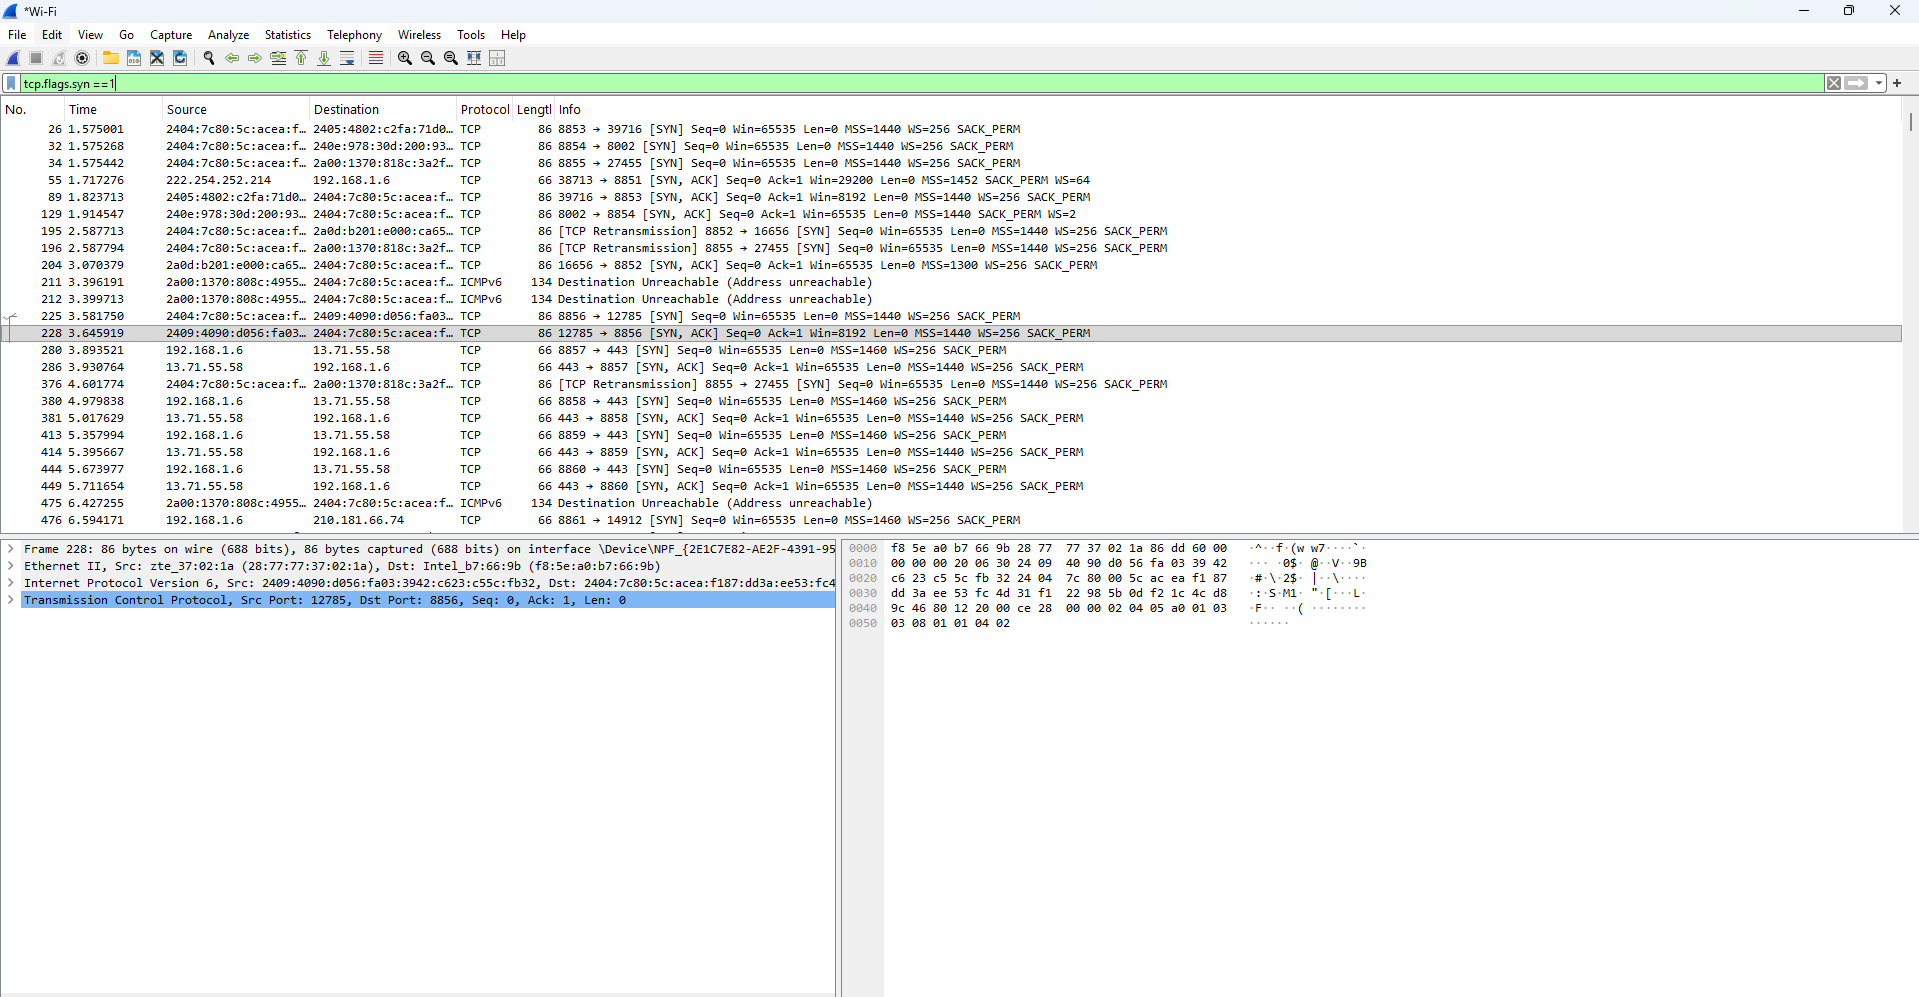 *Wi-Fi
File Edit View Go Capture Analyze Statistics Telephony Wireless Tools Help
tcp.flags.syn ==1
No. Time Source Destination Protocol Lengtl Info
26 1.575001 2404:7c80:5c:acea:f… 2405:4802:c2fa:71d0… TCP 86 8853 → 39716 [SYN] Seq=0 Win=65535 Len=0 MSS=1440 WS=256 SACK_PERM
32 1.575268 2404:7c80:5c:acea:f… 240e:978:30d:200:93… TCP 86 8854 → 8002 [SYN] Seq=0 Win=65535 Len=0 MSS=1440 WS=256 SACK_PERM
34 1.575442 2404:7c80:5c:acea:f… 2a00:1370:818c:3a2f… TCP 86 8855 → 27455 [SYN] Seq=0 Win=65535 Len=0 MSS=1440 WS=256 SACK_PERM
55 1.717276 222.254.252.214 192.168.1.6 TCP 66 38713 → 8851 [SYN, ACK] Seq=0 Ack=1 Win=29200 Len=0 MSS=1452 SACK_PERM WS=64
89 1.823713 2405:4802:c2fa:71d0… 2404:7c80:5c:acea:f… TCP 86 39716 → 8853 [SYN, ACK] Seq=0 Ack=1 Win=8192 Len=0 MSS=1440 WS=256 SACK_PERM
129 1.914547 240e:978:30d:200:93… 2404:7c80:5c:acea:f… TCP 86 8002 → 8854 [SYN, ACK] Seq=0 Ack=1 Win=65535 Len=0 MSS=1440 SACK_PERM WS=2
195 2.587713 2404:7c80:5c:acea:f… 2a0d:b201:e000:ca65… TCP 86 [TCP Retransmission] 8852 → 16656 [SYN] Seq=0 Win=65535 Len=0 MSS=1440 WS=256 SACK_PERM
196 2.587794 2404:7c80:5c:acea:f… 2a00:1370:818c:3a2f… TCP 86 [TCP Retransmission] 8855 → 27455 [SYN] Seq=0 Win=65535 Len=0 MSS=1440 WS=256 SACK_PERM
204 3.070379 2a0d:b201:e000:ca65… 2404:7c80:5c:acea:f… TCP 86 16656 → 8852 [SYN, ACK] Seq=0 Ack=1 Win=65535 Len=0 MSS=1300 WS=256 SACK_PERM
211 3.396191 2a00:1370:808c:4955… 2404:7c80:5c:acea:f… ICMPv6 134 Destination Unreachable (Address unreachable)
212 3.399713 2a00:1370:808c:4955… 2404:7c80:5c:acea:f… ICMPv6 134 Destination Unreachable (Address unreachable)
225 3.581750 2404:7c80:5c:acea:f… 2409:4090:d056:fa03… TCP 86 8856 → 12785 [SYN] Seq=0 Win=65535 Len=0 MSS=1440 WS=256 SACK_PERM
228 3.645919 2409:4090:d056:fa03… 2404:7c80:5c:acea:f… TCP 86 12785 → 8856 [SYN, ACK] Seq=0 Ack=1 Win=8192 Len=0 MSS=1440 WS=256 SACK_PERM
280 3.893521 192.168.1.6 13.71.55.58 TCP 66 8857 → 443 [SYN] Seq=0 Win=65535 Len=0 MSS=1460 WS=256 SACK_PERM
286 3.930764 13.71.55.58 192.168.1.6 TCP 66 443 → 8857 [SYN, ACK] Seq=0 Ack=1 Win=65535 Len=0 MSS=1440 WS=256 SACK_PERM
376 4.601774 2404:7c80:5c:acea:f… 2a00:1370:818c:3a2f… TCP 86 [TCP Retransmission] 8855 → 27455 [SYN] Seq=0 Win=65535 Len=0 MSS=1440 WS=256 SACK_PERM
380 4.979838 192.168.1.6 13.71.55.58 TCP 66 8858 → 443 [SYN] Seq=0 Win=65535 Len=0 MSS=1460 WS=256 SACK_PERM
381 5.017629 13.71.55.58 192.168.1.6 TCP 66 443 → 8858 [SYN, ACK] Seq=0 Ack=1 Win=65535 Len=0 MSS=1440 WS=256 SACK_PERM
413 5.357994 192.168.1.6 13.71.55.58 TCP 66 8859 → 443 [SYN] Seq=0 Win=65535 Len=0 MSS=1460 WS=256 SACK_PERM
414 5.395667 13.71.55.58 192.168.1.6 TCP 66 443 → 8859 [SYN, ACK] Seq=0 Ack=1 Win=65535 Len=0 MSS=1440 WS=256 SACK_PERM
444 5.673977 192.168.1.6 13.71.55.58 TCP 66 8860 → 443 [SYN] Seq=0 Win=65535 Len=0 MSS=1460 WS=256 SACK_PERM
449 5.711654 13.71.55.58 192.168.1.6 TCP 66 443 → 8860 [SYN, ACK] Seq=0 Ack=1 Win=65535 Len=0 MSS=1440 WS=256 SACK_PERM
475 6.427255 2a00:1370:808c:4955… 2404:7c80:5c:acea:f… ICMPv6 134 Destination Unreachable (Address unreachable)
476 6.594171 192.168.1.6 210.181.66.74 TCP 66 8861 → 14912 [SYN] Seq=0 Win=65535 Len=0 MSS=1460 WS=256 SACK_PERM
Frame 228: 86 bytes on wire (688 bits), 86 bytes captured (688 bits) on interface \Device\NPF_{2E1C7E82-AE2F-4391-95
Ethernet II, Src: zte_37:02:1a (28:77:77:37:02:1a), Dst: Intel_b7:66:9b (f8:5e:a0:b7:66:9b)
Internet Protocol Version 6, Src: 2409:4090:d056:fa03:3942:c623:c55c:fb32, Dst: 2404:7c80:5c:acea:f187:dd3a:ee53:fc4
Transmission Control Protocol, Src Port: 12785, Dst Port: 8856, Seq: 0, Ack: 1, Len: 0
0000 f8 5e a0 b7 66 9b 28 77 77 37 02 1a 86 dd 60 00 ·^··f·(w w7····`·
0010 00 00 00 20 06 30 24 09 40 90 d0 56 fa 03 39 42 ··· ·0$· @··V··9B
0020 c6 23 c5 5c fb 32 24 04 7c 80 00 5c ac ea f1 87 ·#·\·2$· |··\····
0030 dd 3a ee 53 fc 4d 31 f1 22 98 5b 0d f2 1c 4c d8 ·:·S·M1· "·[···L·
0040 9c 46 80 12 20 00 ce 28 00 00 02 04 05 a0 01 03 ·F·· ··( ········
0050 03 08 01 01 04 02 ······